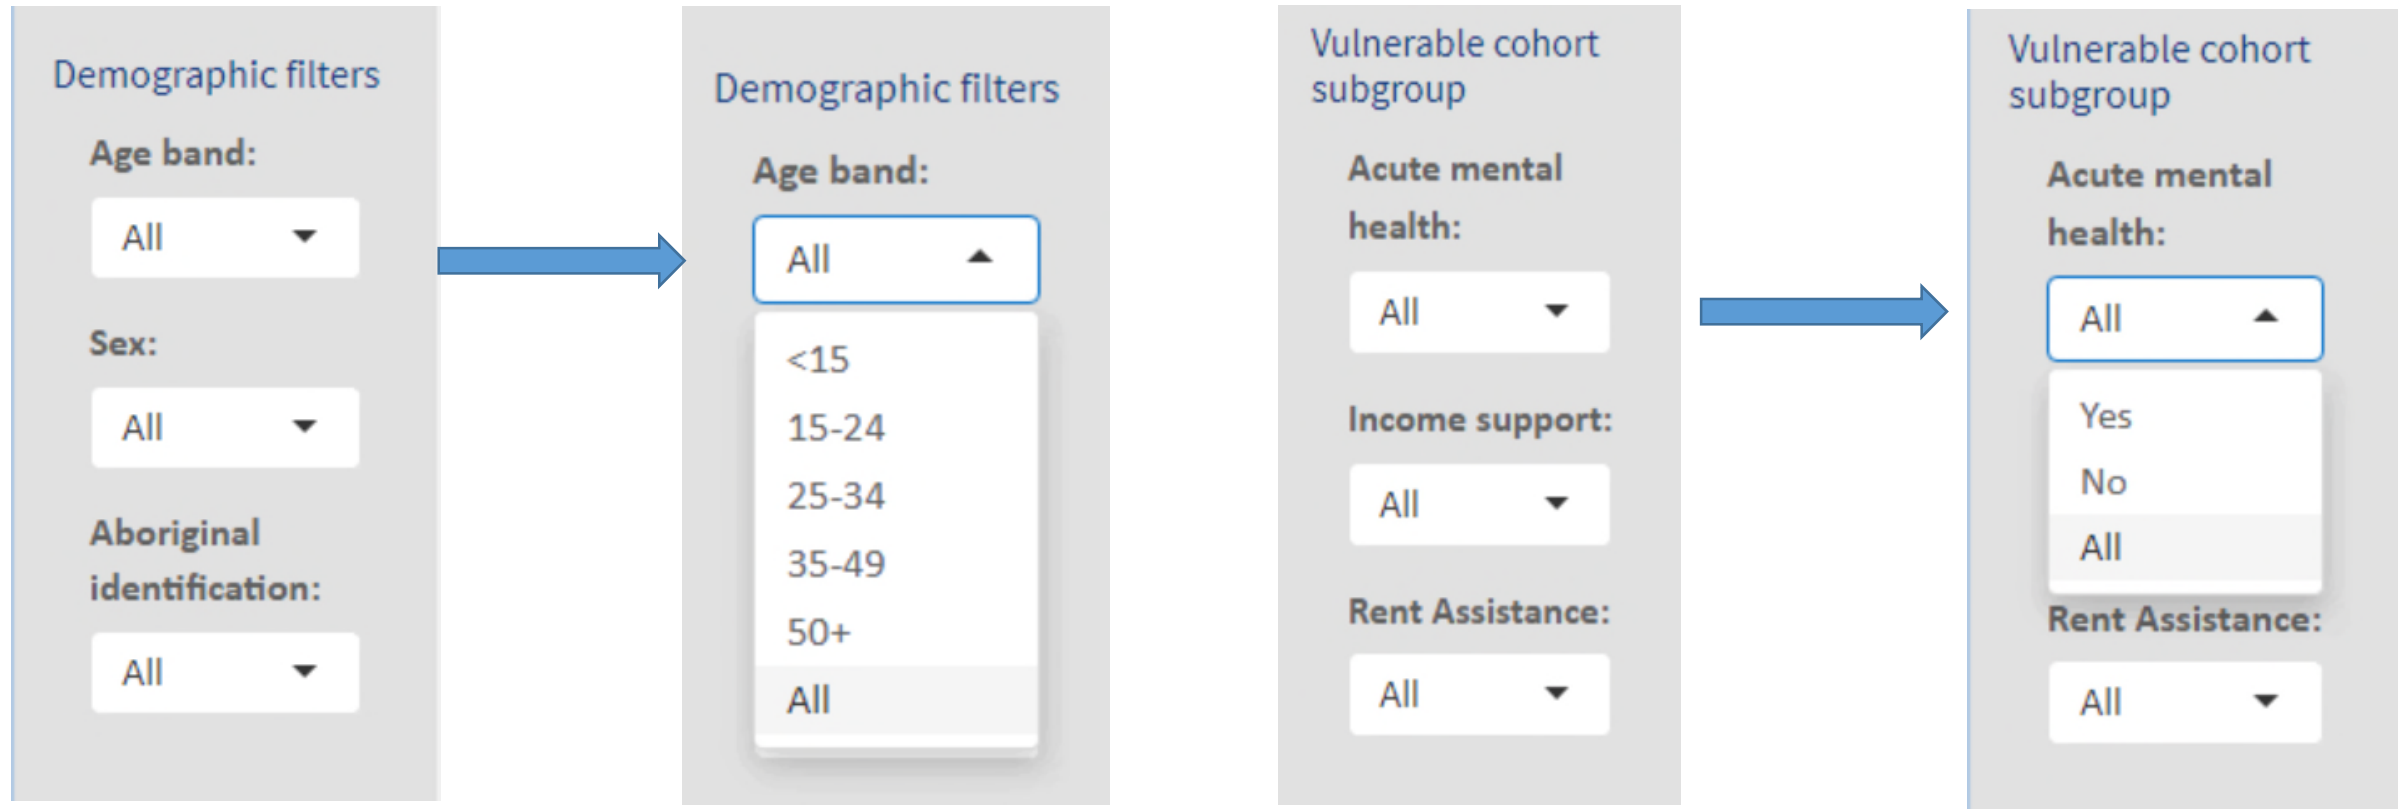 Demographic filters
Age band:
All
Sex:
All
Aboriginal
identification:
All
Demographic filters
Age band:
All
<15
15-24
25-34
35-49
50+
All
Vulnerable cohort
subgroup
Acute mental
health:
All
Income support:
All
Rent Assistance:
All
Vulnerable cohort
subgroup
Acute mental
health:
All
Yes
No
All
Rent Assistance:
All